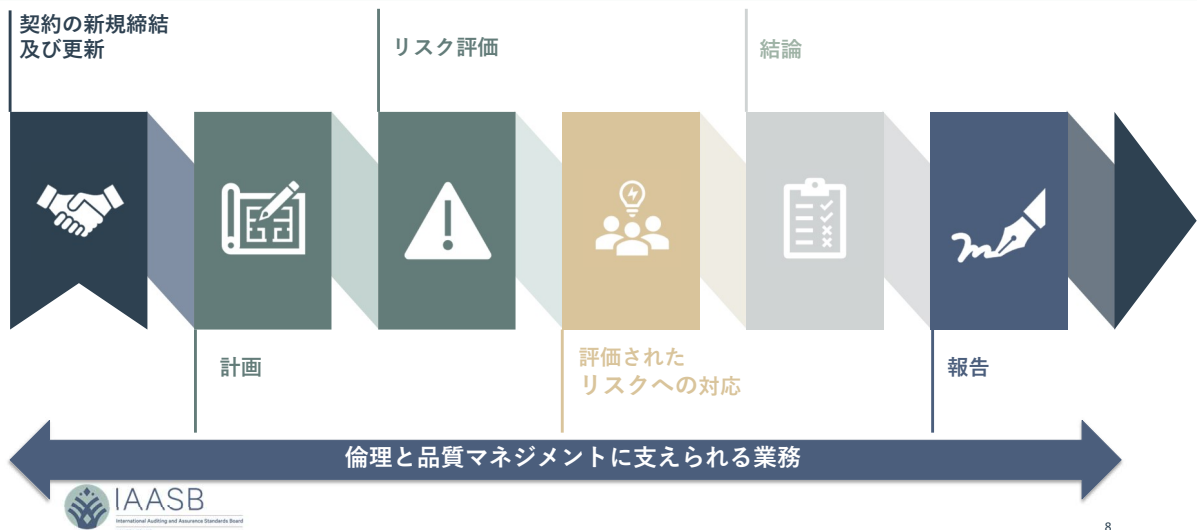 契約の新規締結
及び更新
リスク評価
結論
計画
評価された
リスクへの対応
報告
倫理と品質マネジメントに支えられる業務
IAASB
International Auditing and Assurance Standards Board
8